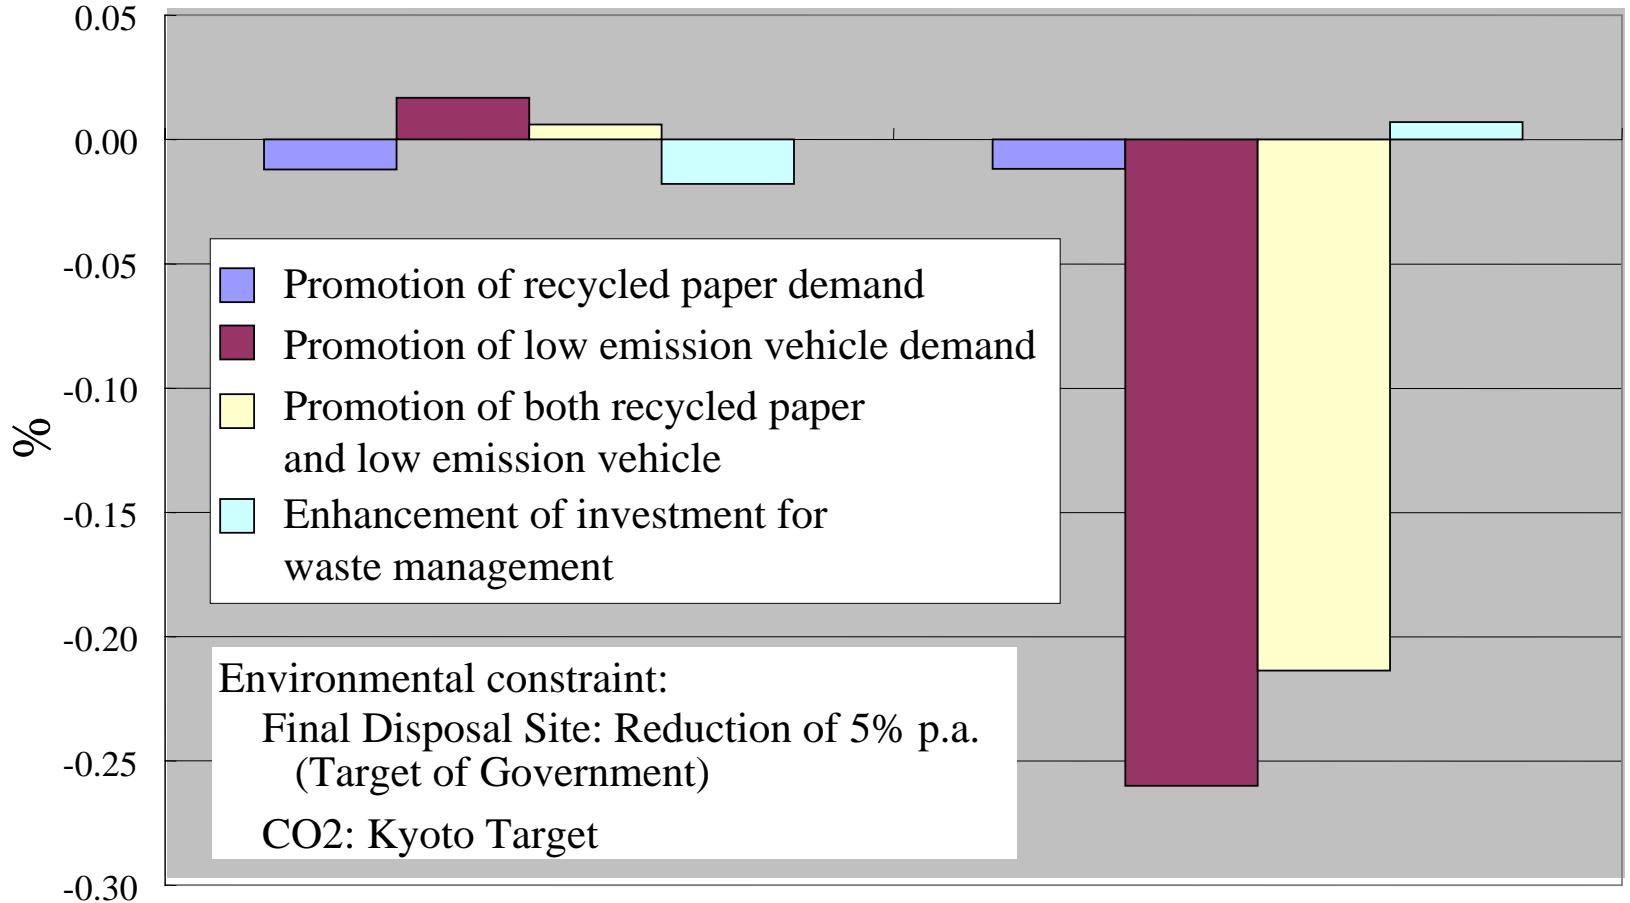 0.05
0.00
-0.05
-0.10
-0.15
-0.20
-0.25
-0.30
%
Promotion of recycled paper demand
Promotion of low emission vehicle demand
Promotion of both recycled paper
and low emission vehicle
Enhancement of investment for
waste management
Environmental constraint:
Final Disposal Site: Reduction of 5% p.a.
(Target of Government)
CO2: Kyoto Target